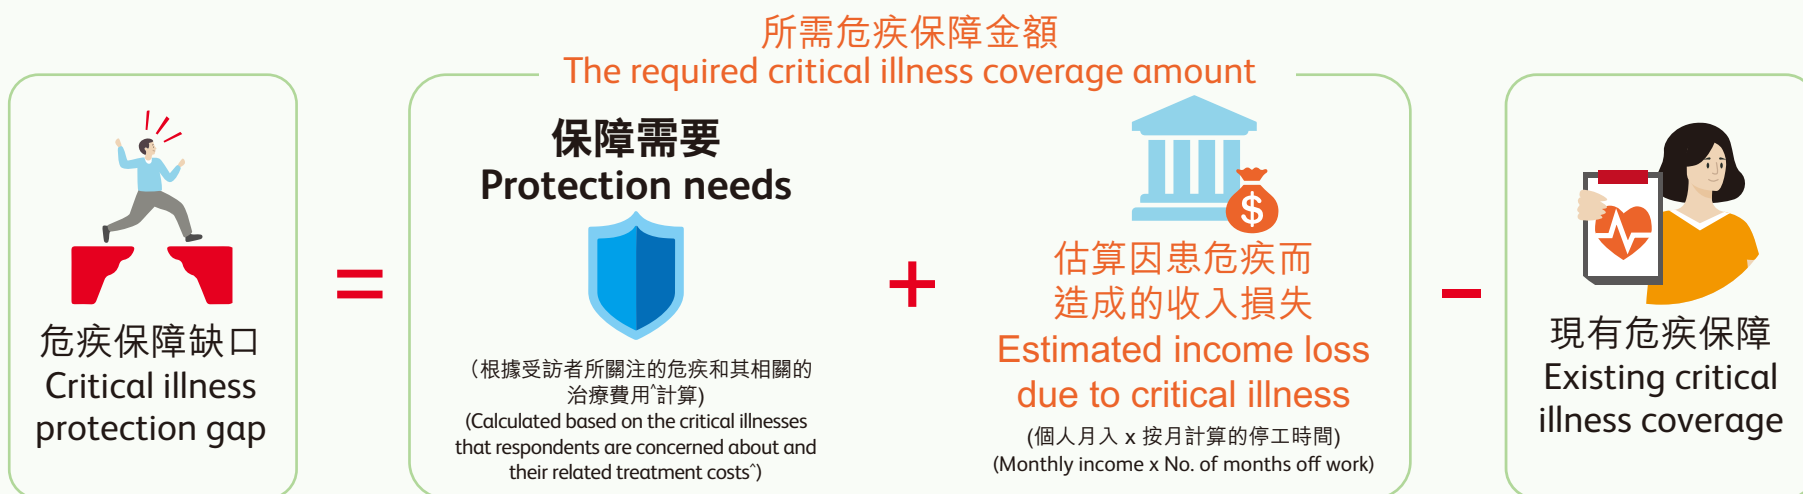 所需危疾保障金額
The required critical illness coverage amount
危疾保障缺口
Critical illness
protection gap
=
保障需要
Protection needs
（根據受訪者所關注的危疾和其相關的
治療費用^計算)
(Calculated based on the critical illnesses
that respondents are concerned about and
their related treatment costs^)
+
$
估算因患危疾而
造成的收入損失
Estimated income loss
due to critical illness
(個人月入 x 按月計算的停工時間)
(Monthly income x No. of months off work)
–
現有危疾保障
Existing critical
illness coverage